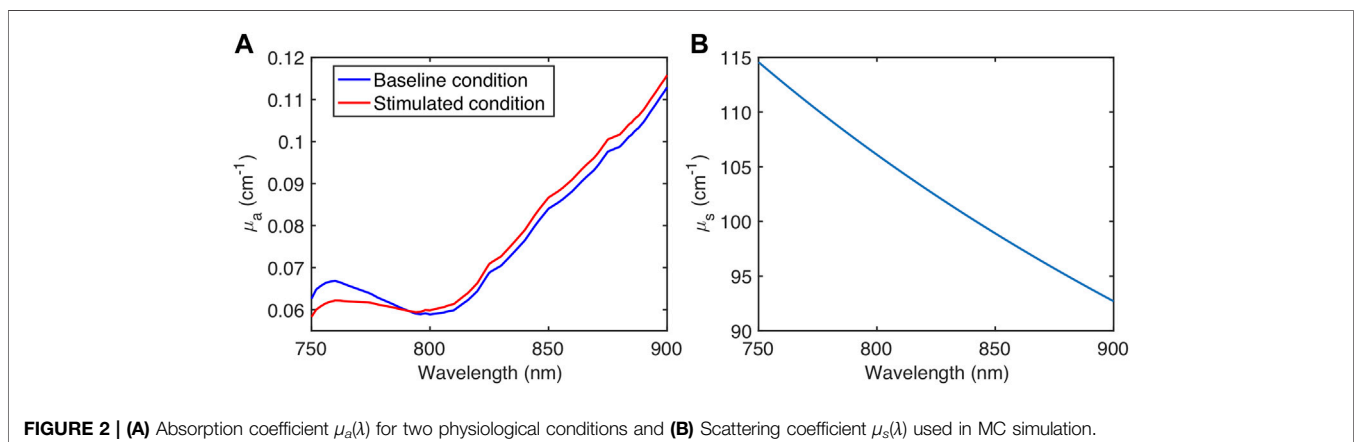 A
0.12
0.11
0.1
0.09
0.08
0.07
0.06
μa (cm-1)
Baseline condition
Stimulated condition
750
800
850
900
Wavelength (nm)
B
115
110
105
100
95
90
μs (cm-1)
750
800
850
900
Wavelength (nm)
FIGURE 2 | (A) Absorption coefficient μa(λ) for two physiological conditions and (B) Scattering coefficient μs(λ) used in MC simulation.